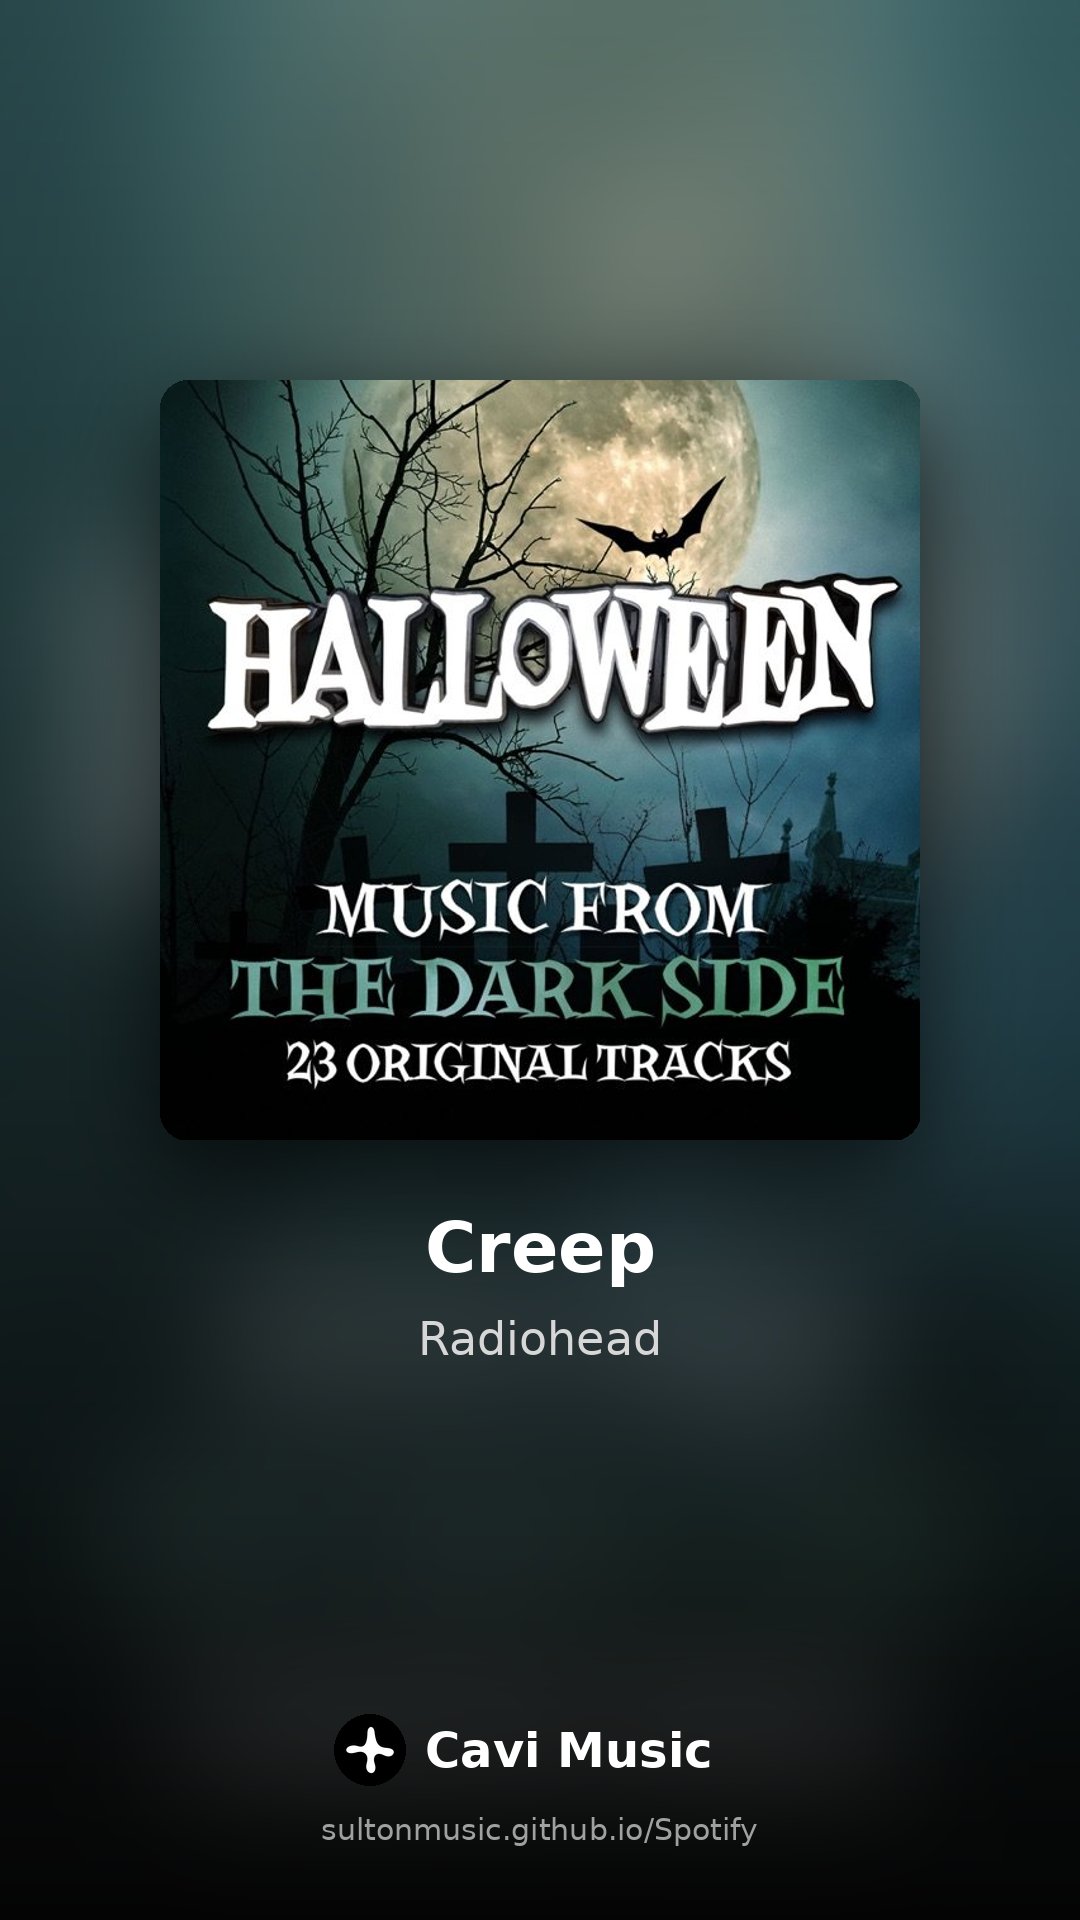 HALLOWEEN
MUSIC FROM
THE DARK SIDE
23 ORIGINAL TRACKS
Creep
Radiohead
Cavi Music
sultonmusic.github.io/Spotify